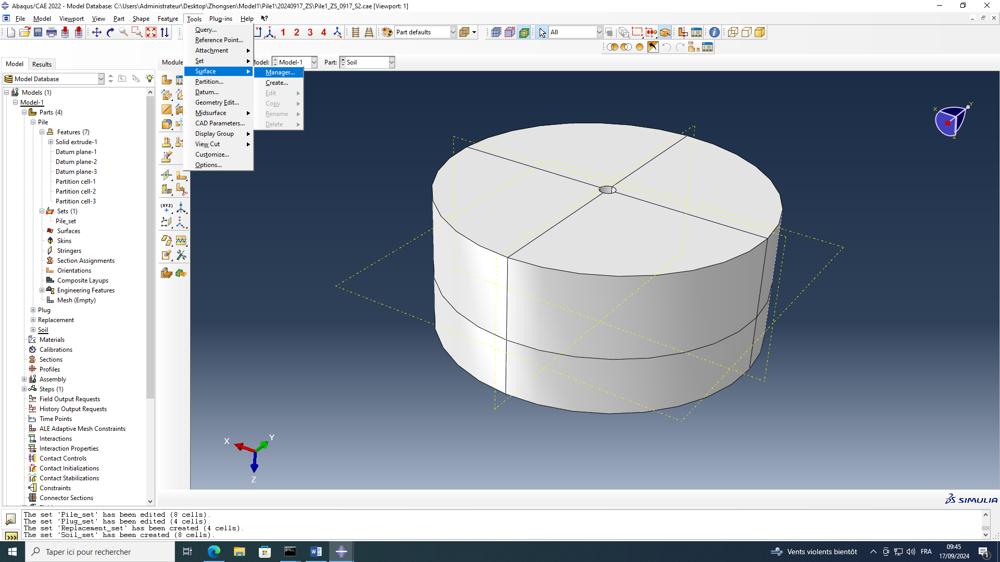 Abaqus/CAE 2022 - Model Database: C:\Users\Administrateur\Desktop\Zhongsen\Model1\Pile1\20240917_ZS\Pile1_ZS_0917_S2.cae [Viewport: 1]
File Model Viewport View Part Shape Feature Tools Plug-ins Help
1 2 3 4 Part defaults All
Model Results
Module Model: Model-1 Part: Soil
Query...
Reference Point...
Attachment
Set
Surface
Partition...
Datum...
Geometry Edit...
Midsurface
CAD Parameters...
Display Group
View Cut
Customize...
Options...
Manager...
Create...
Edit
Copy
Rename
Delete
Model Database
Models (1)
Model-1
Parts (4)
Pile
Features (7)
Solid extrude-1
Datum plane-1
Datum plane-2
Datum plane-3
Partition cell-1
Partition cell-2
Partition cell-3
Sets (1)
Pile_set
Surfaces
Skins
Stringers
Section Assignments
Orientations
Composite Layups
Engineering Features
Mesh (Empty)
Plug
Replacement
Soil
Materials
Calibrations
Sections
Profiles
Assembly
Steps (1)
Field Output Requests
History Output Requests
Time Points
ALE Adaptive Mesh Constraints
Interactions
Interaction Properties
Contact Controls
Contact Initializations
Contact Stabilizations
Constraints
Connector Sections
(XYZ)
X Y Z
X Y Z
SIMULIA
The set 'Pile_set' has been edited (8 cells).
The set 'Plug_set' has been edited (4 cells).
The set 'Replacement_set' has been created (4 cells).
The set 'Soil_set' has been created (8 cells).
Taper ici pour rechercher
Vents violents bientôt
FRA
09:45
17/09/2024
1